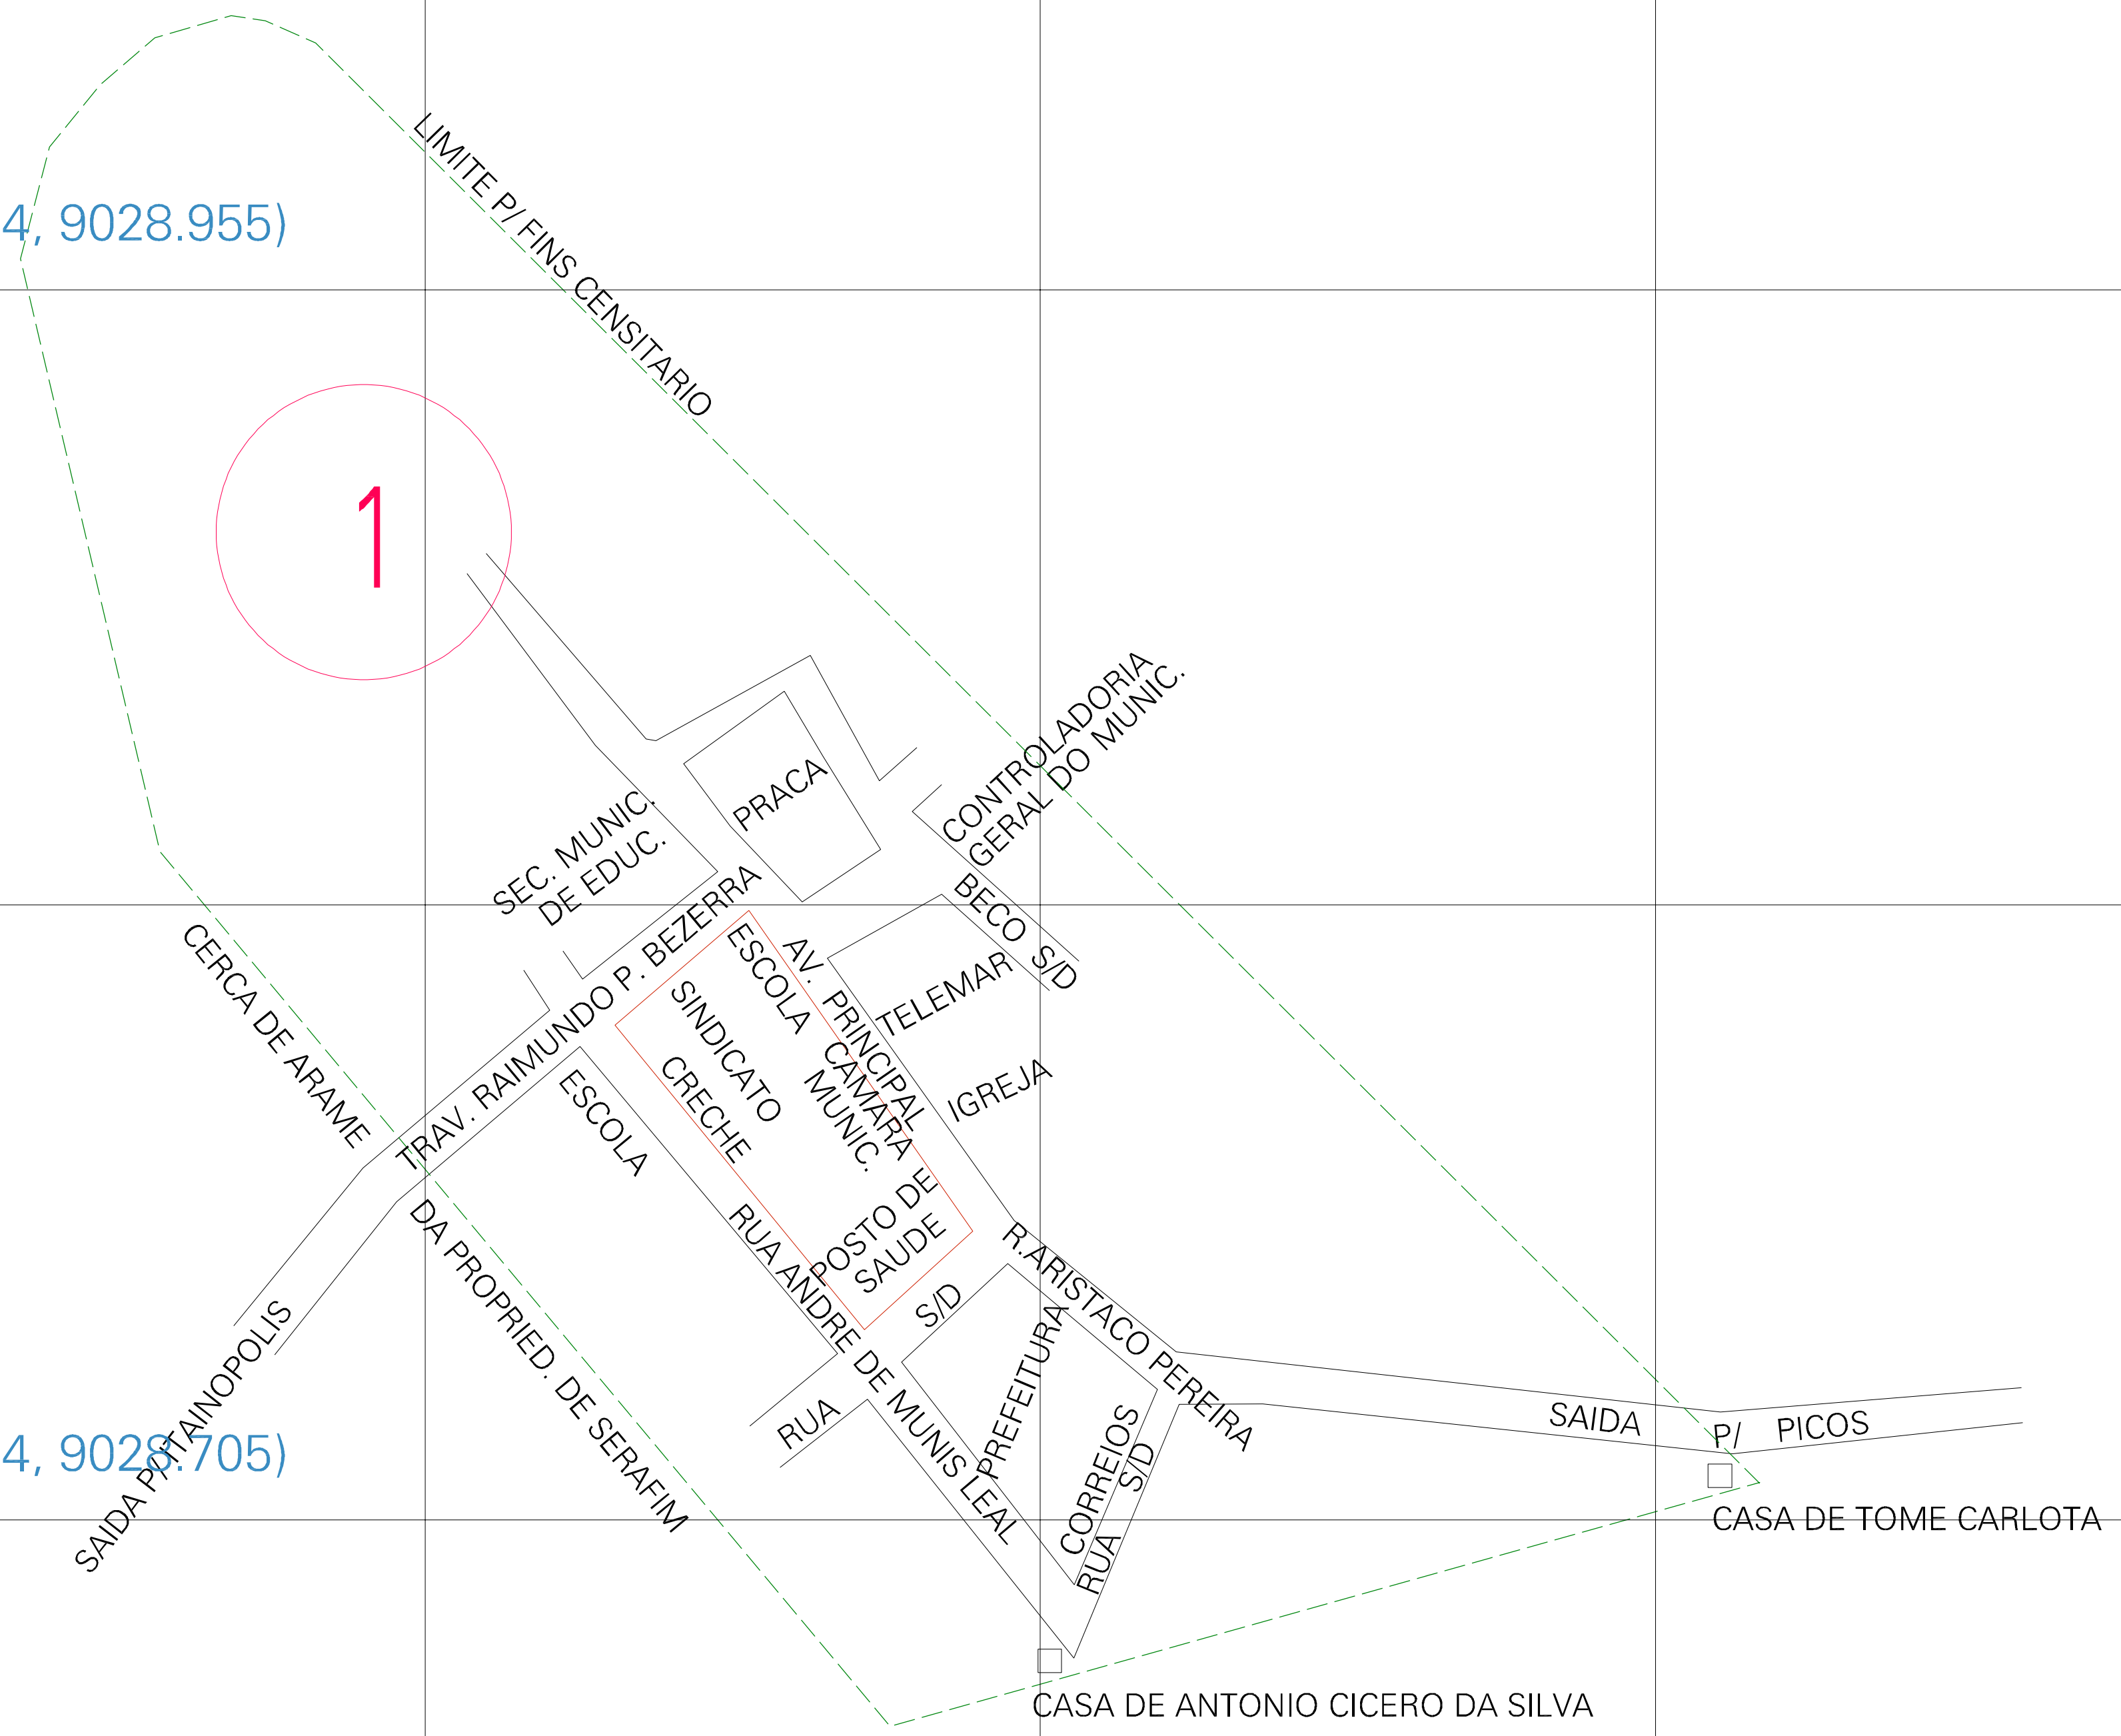 LIMITE P/ FINS CENSITARIO
4, 9028.955)
1
CONTROLADORIA
GERAL DO MUNIC.
PRACA
SEC. MUNIC.
DE EDUC.
BECO S/D
TRAV. RAIMUNDO P. BEZERRA
AV. PRINCIPAL
ESCOLA
TELEMAR
SINDICATO
CERCA DE ARAME
CAMARA
MUNIC.
CRECHE
IGREJA
ESCOLA
POSTO DE
SAUDE
DA PROPRIED. DE SERAFIM
RUA ANDRE DE MUNIS LEAL
R.ARISTACO PEREIRA
S/D
RUA
PREFEITURA
CORREIOS
RUA S/D
SAIDA P/ PICOS
SAIDA P/ITAINOPOLIS
4, 9028.705)
CASA DE TOME CARLOTA
CASA DE ANTONIO CICERO DA SILVA